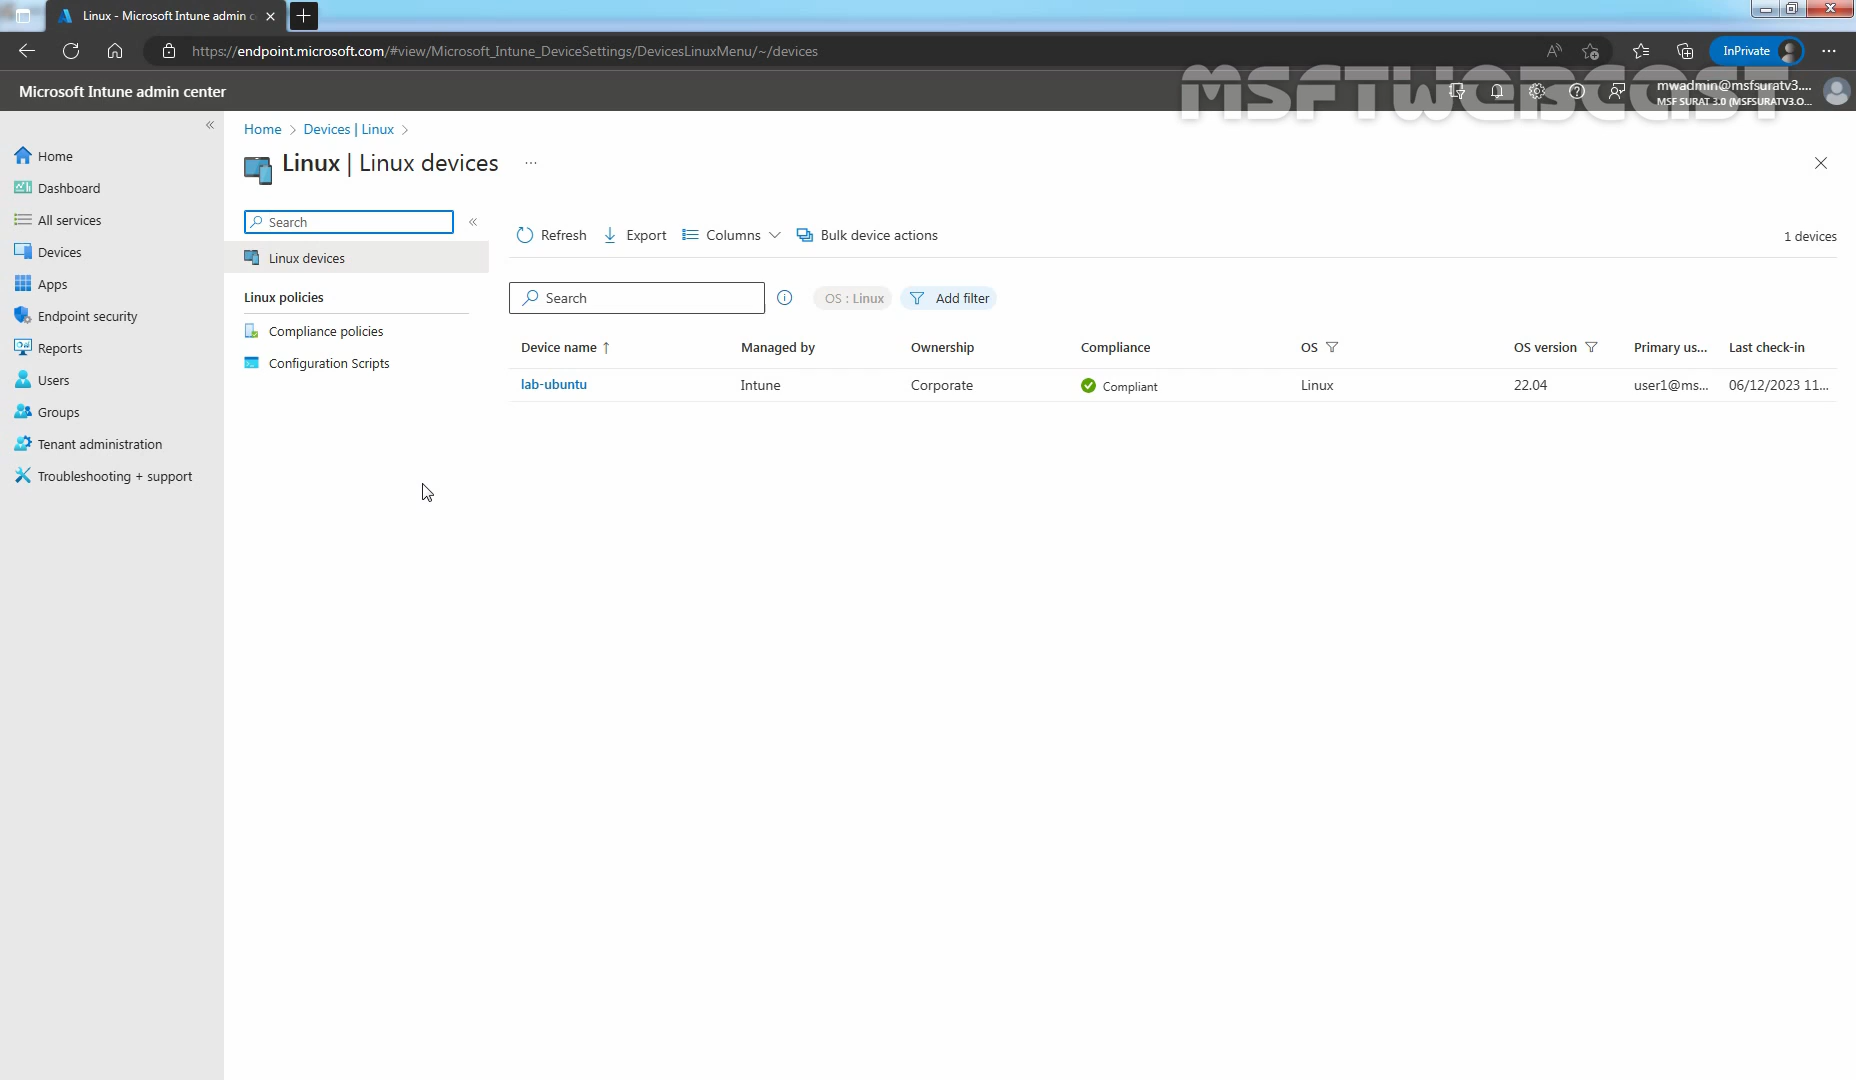 Linux - Microsoft Intune admin c
https://endpoint.microsoft.com/#view/Microsoft_Intune_DeviceSettings/DevicesLinuxMenu/~/devices
InPrivate
Microsoft Intune admin center
MSFTWEBCAST
mwadmin@msfsuratv3....
MSF SURAT 3.0 (MSFSURATV3.O...
Home
Dashboard
All services
Devices
Apps
Endpoint security
Reports
Users
Groups
Tenant administration
Troubleshooting + support
Home > Devices | Linux >
Linux | Linux devices ...
Search
Linux devices
Linux policies
Compliance policies
Configuration Scripts
Refresh Export Columns Bulk device actions 1 devices
Search OS : Linux Add filter
Device name ↑ Managed by Ownership Compliance OS OS version Primary us... Last check-in
lab-ubuntu Intune Corporate Compliant Linux 22.04 user1@ms... 06/12/2023 11...